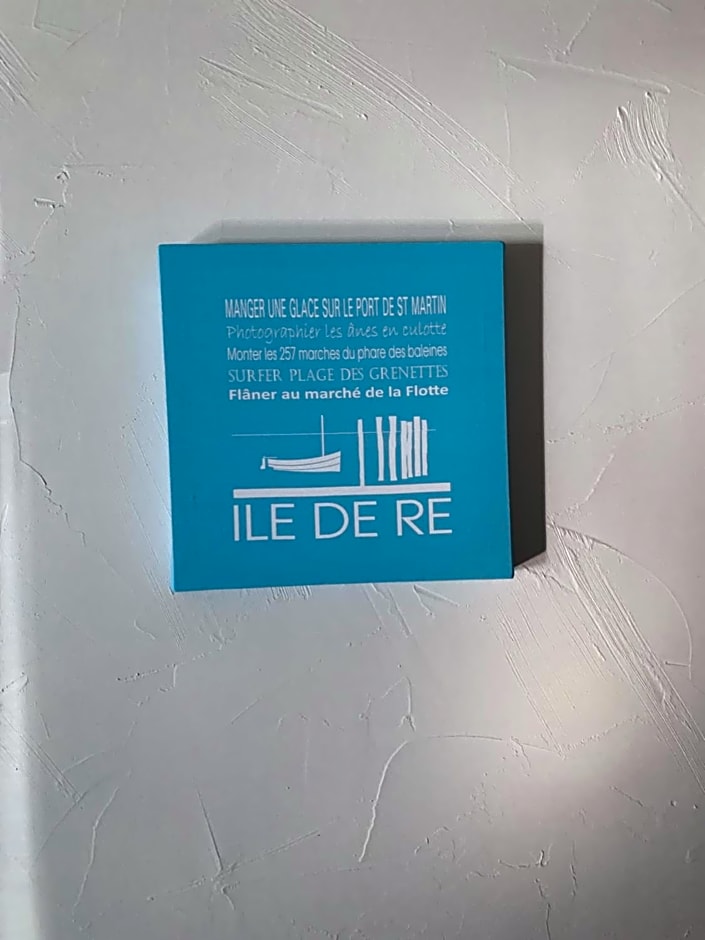 MANGER UNE GLACE SUR LE PORT DE ST MARTIN
Photographier les ânes en culotte
Monter les 257 marches du phare des baleines
SURFER PLAGE DES GRENETTES
Flâner au marché de la Flotte
ILE DE RE